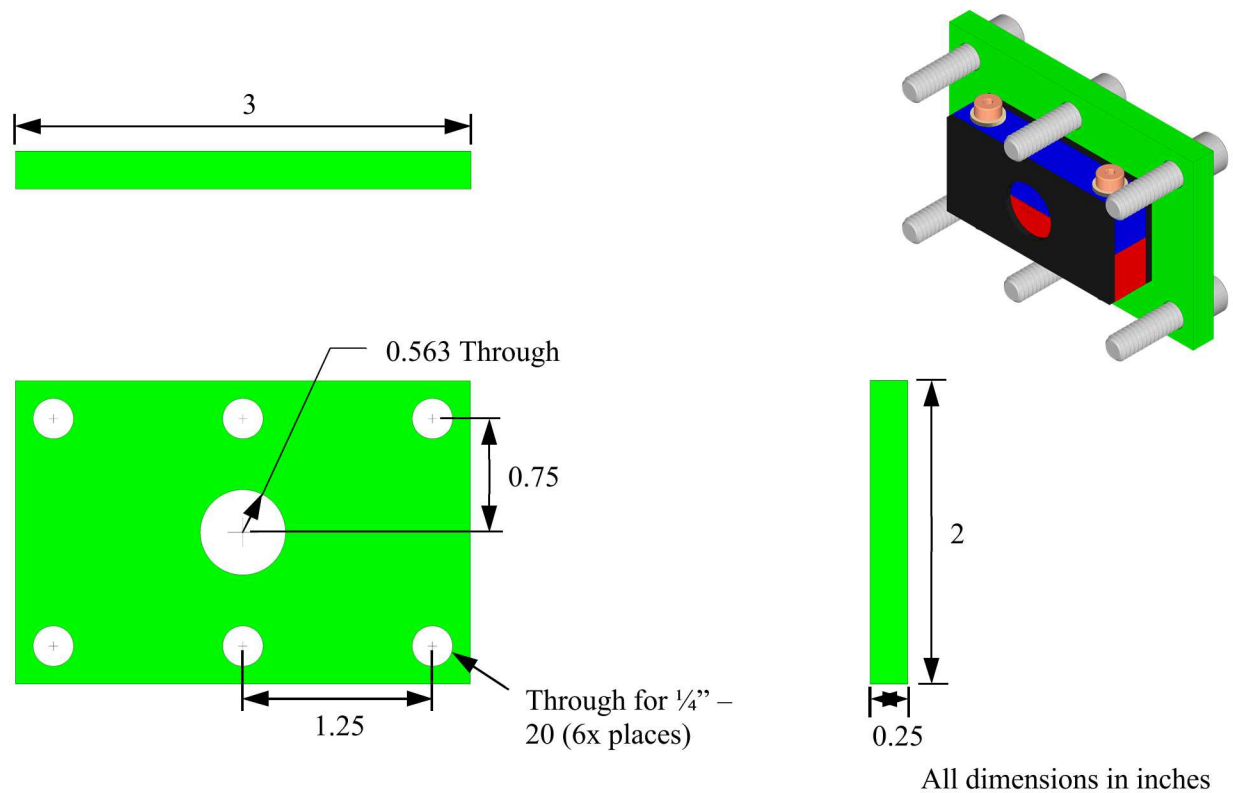 3
0.563 Through
0.75
2
1.25
Through for ¼” –
20 (6x places)
0.25
All dimensions in inches